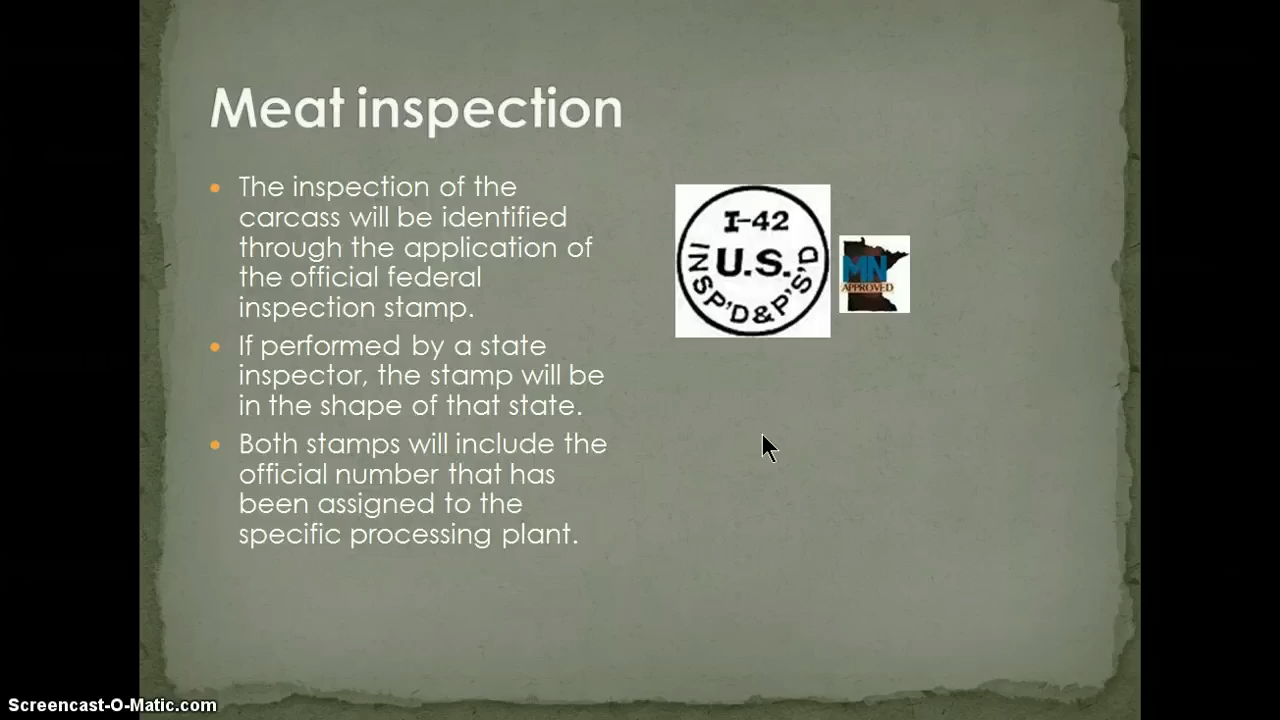 Meat inspection
The inspection of the
carcass will be identified
through the application of
the official federal
inspection stamp.
If performed by a state
inspector, the stamp will be
in the shape of that state.
Both stamps will include the
official number that has
been assigned to the
specific processing plant.
I-42
U.S.
INSP'D&P'S'D
MN
APPROVED
Screencast-O-Matic.com